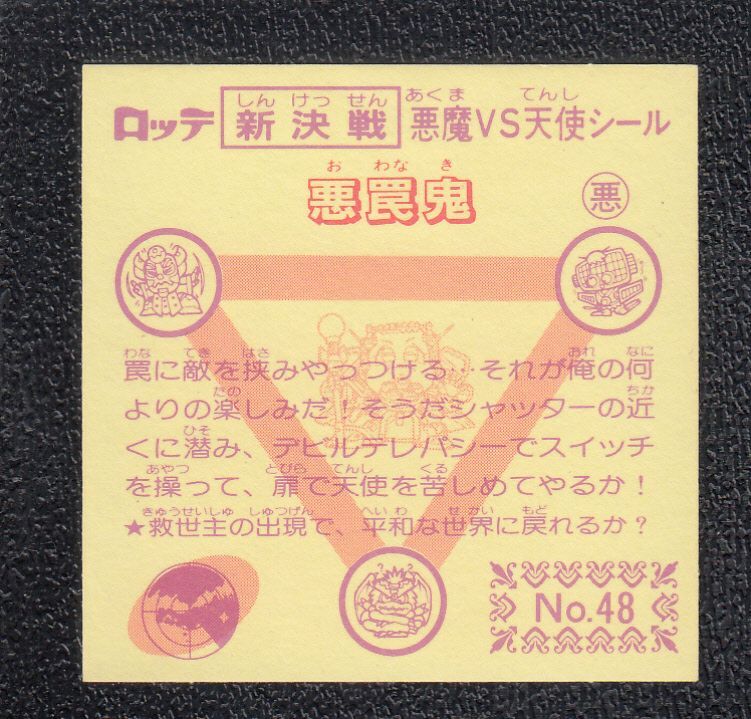 ロッテ 新決戦 悪魔VS天使シール
しん けっ せん あくま てんし
お わな き
悪罠鬼 悪
わな てき はさ おれ なに
罠に敵を挟みやっつける…それが俺の何
たの ちか
よりの楽しみだ！そうだシャッターの近
ひそ
くに潜み、デビルテレパシーでスイッチ
あやつ とびら てんし くる
を操って、扉で天使を苦しめてやるか！
きゅうせいしゅ しゅつげん へいわ せかい もど
★救世主の出現で、平和な世界に戻れるか？
No.48